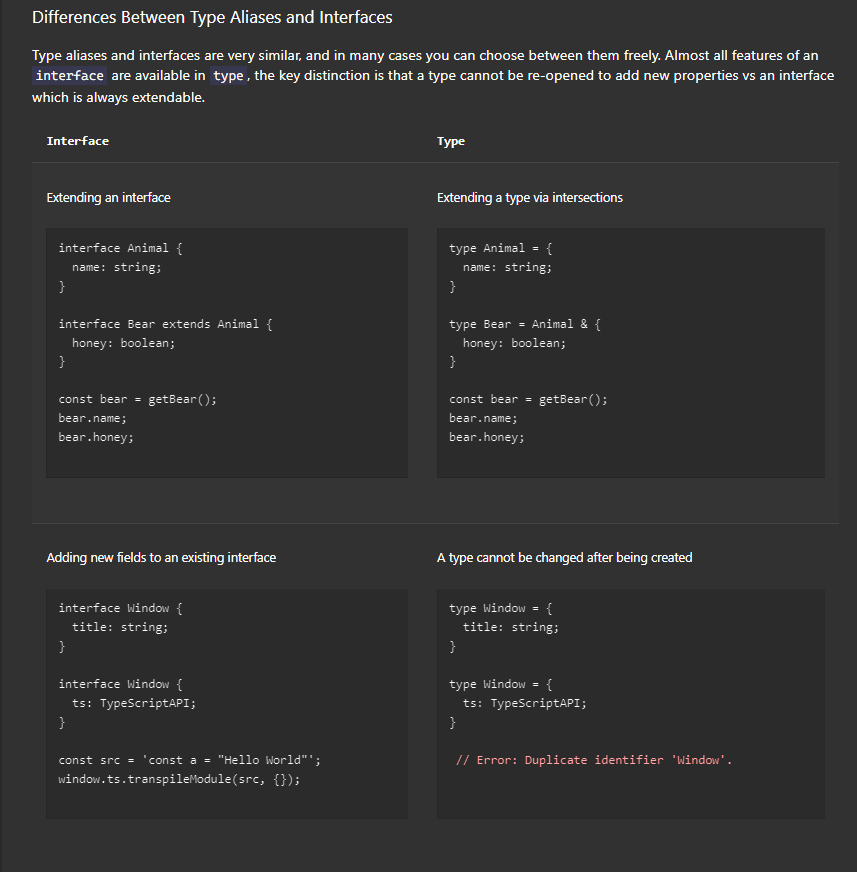 Differences Between Type Aliases and Interfaces
Type aliases and interfaces are very similar, and in many cases you can choose between them freely. Almost all features of an
interface are available in type, the key distinction is that a type cannot be re-opened to add new properties vs an interface
which is always extendable.
Interface
Type
Extending an interface
interface Animal {
  name: string;
}
interface Bear extends Animal {
  honey: boolean;
}
const bear = getBear();
bear.name;
bear.honey;
Extending a type via intersections
type Animal = {
  name: string;
}
type Bear = Animal & {
  honey: boolean;
}
const bear = getBear();
bear.name;
bear.honey;
Adding new fields to an existing interface
interface Window {
  title: string;
}
interface Window {
  ts: TypeScriptAPI;
}
const src = 'const a = "Hello World"';
window.ts.transpileModule(src, {});
A type cannot be changed after being created
type Window = {
  title: string;
}
type Window = {
  ts: TypeScriptAPI;
}
// Error: Duplicate identifier 'Window'.